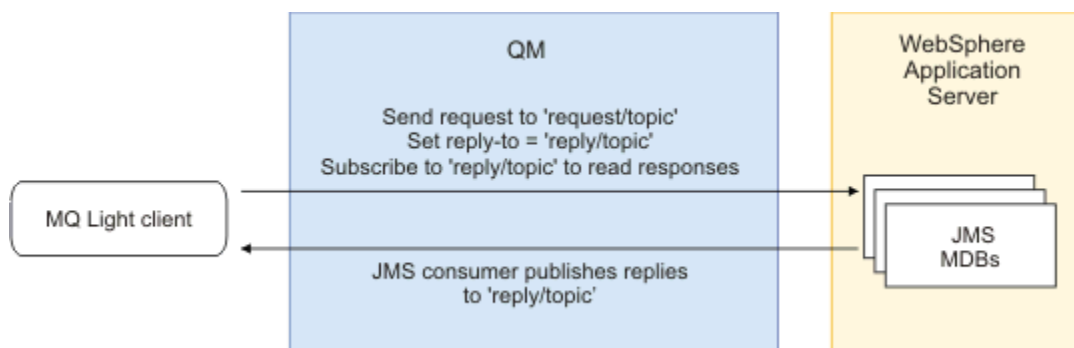 QM
WebSphere
Application
Server
Send request to 'request/topic'
Set reply-to = 'reply/topic'
Subscribe to 'reply/topic' to read responses
MQ Light client
JMS
MDBs
JMS consumer publishes replies
to 'reply/topic’